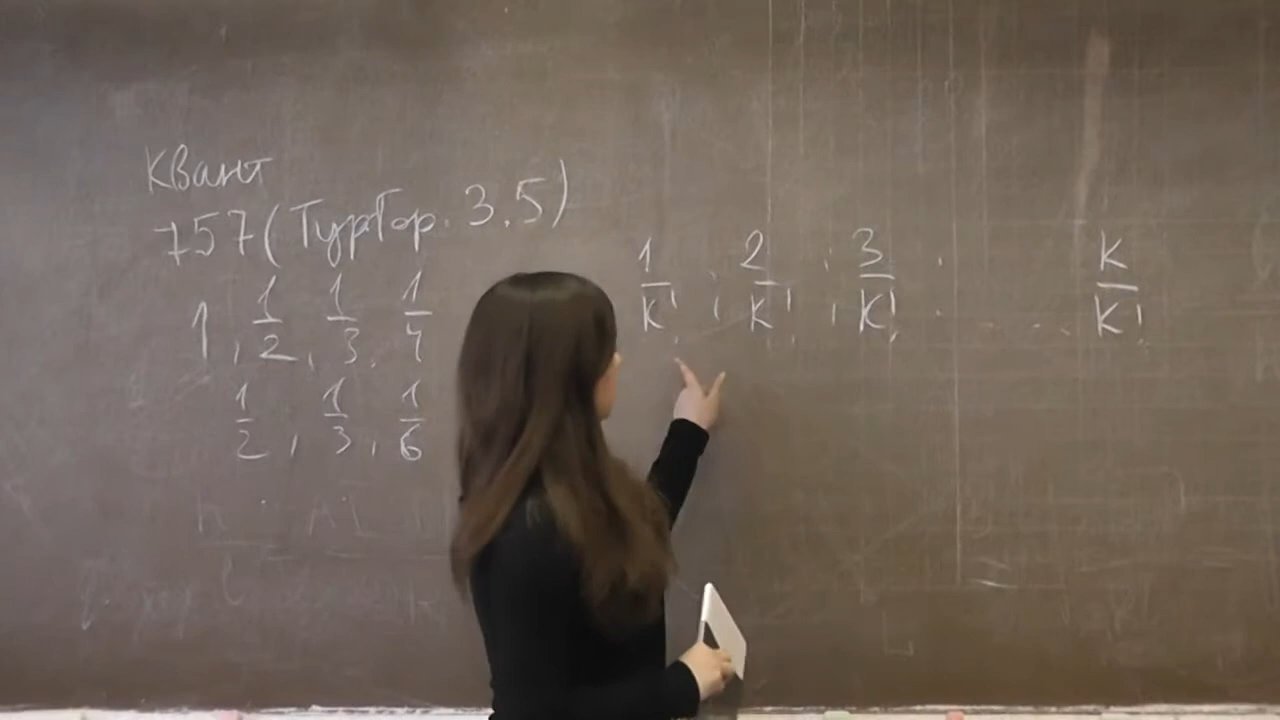 Квант
757 (ТурГор. 3.5)
1, 1/2, 1/3, 1/4
1/2, 1/3, 1/6
1/K! ; 2/K! ; 3/K! ; . . . K/K!